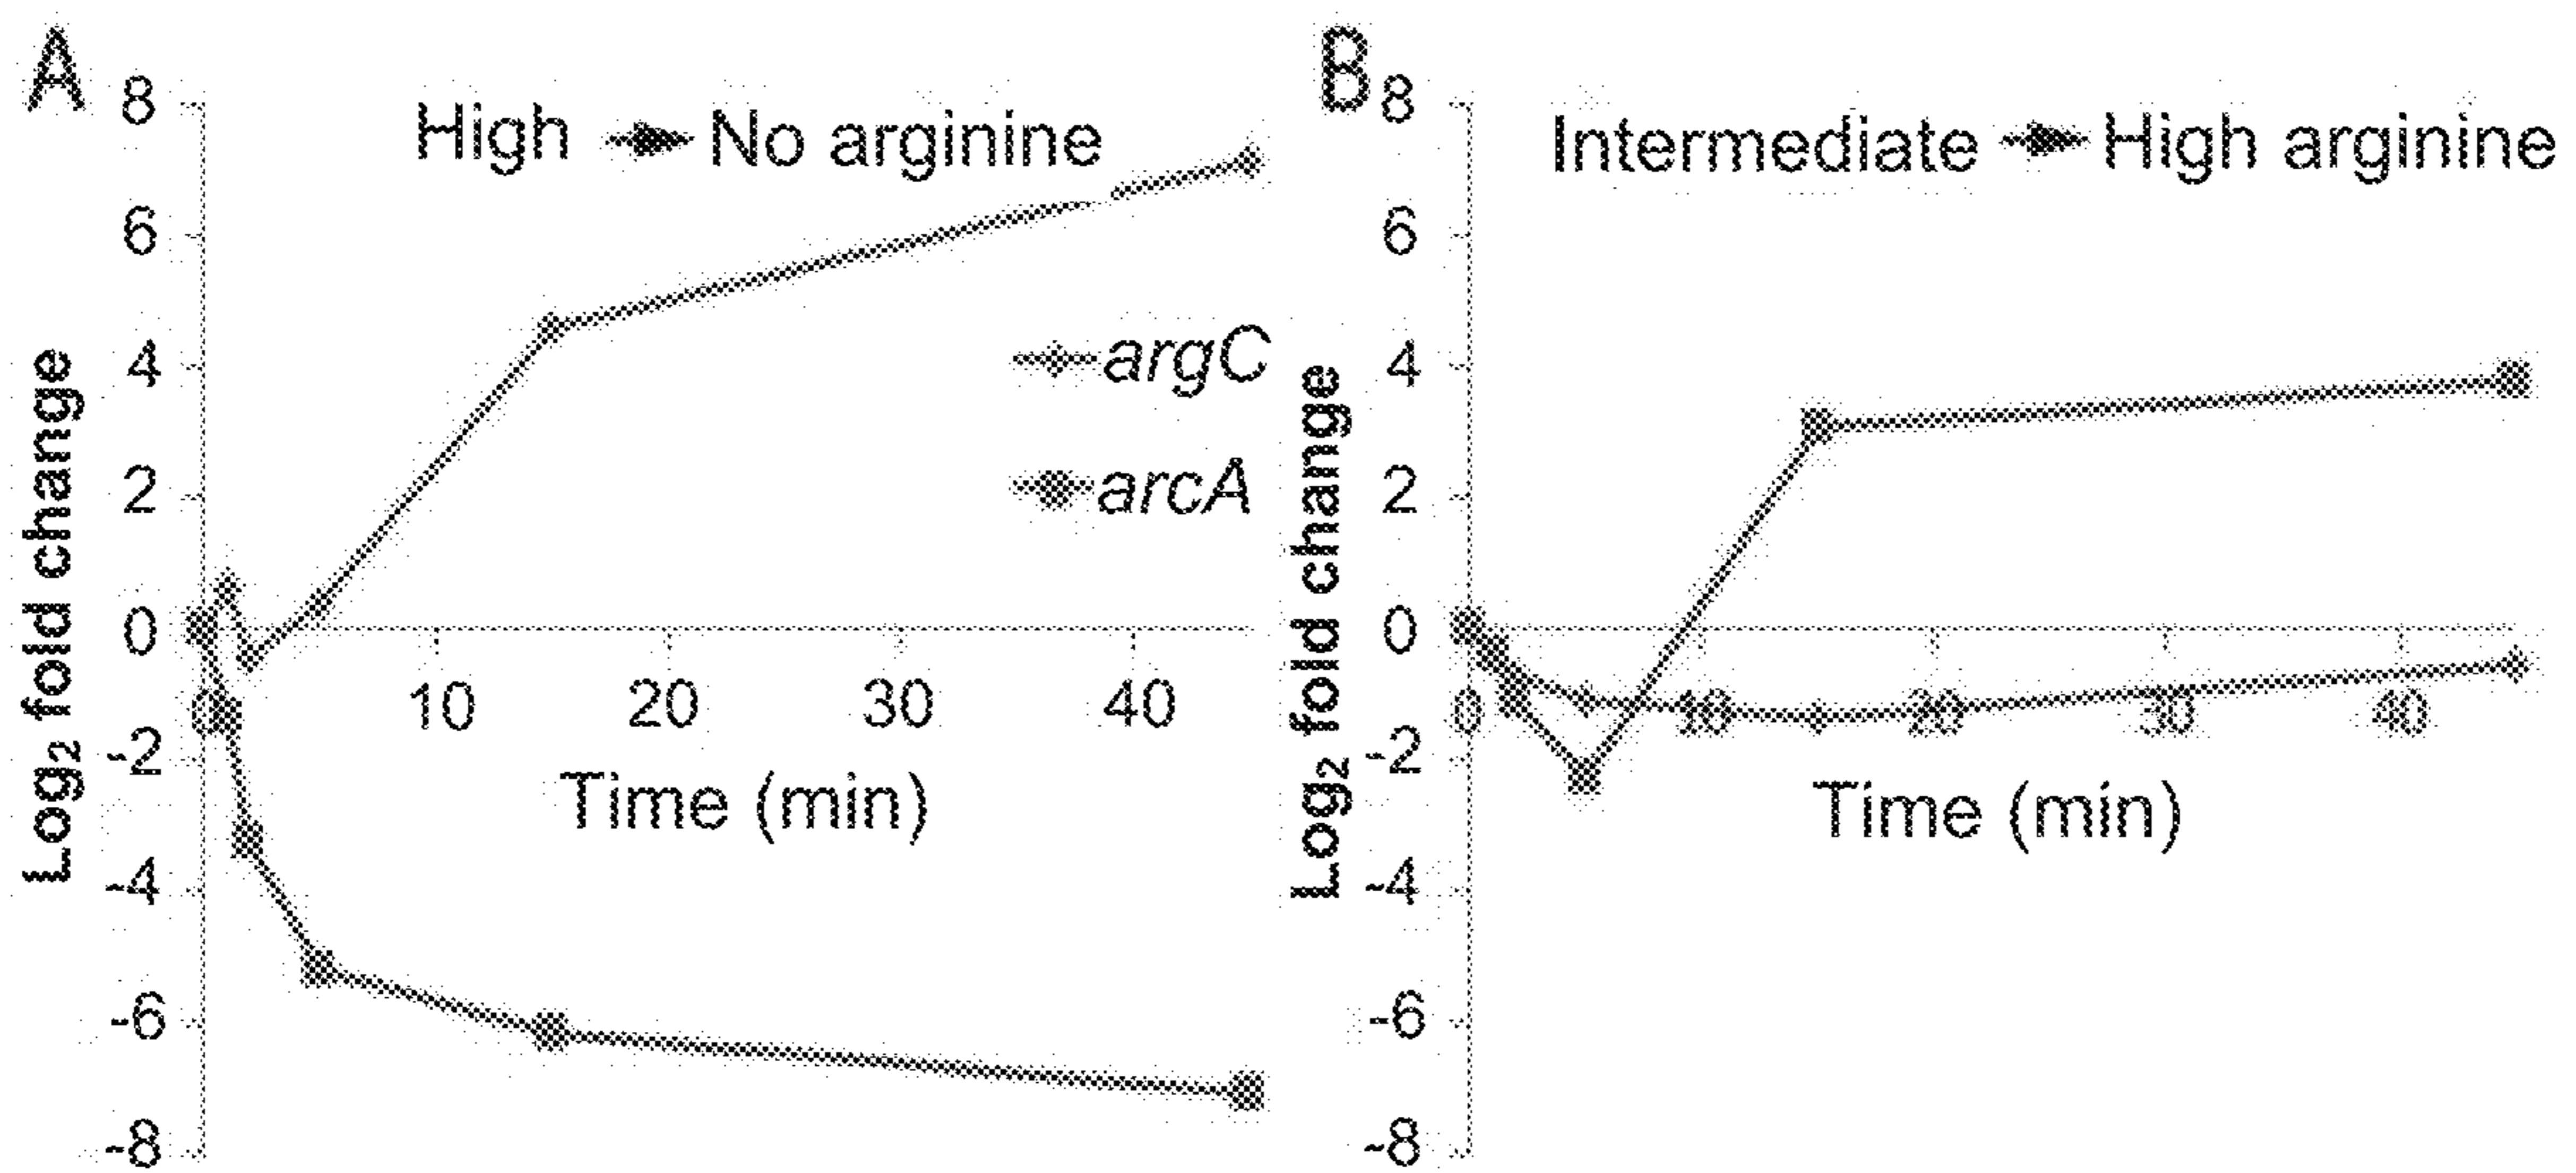 A
High → No arginine
8
6
4
2
0
-2
-4
-6
-8
Log₂ fold change
0 10 20 30 40
Time (min)
argC
arcA
B
Intermediate → High arginine
8
6
4
2
0
-2
-4
-6
-8
Log₂ fold change
0 10 20 30 40
Time (min)